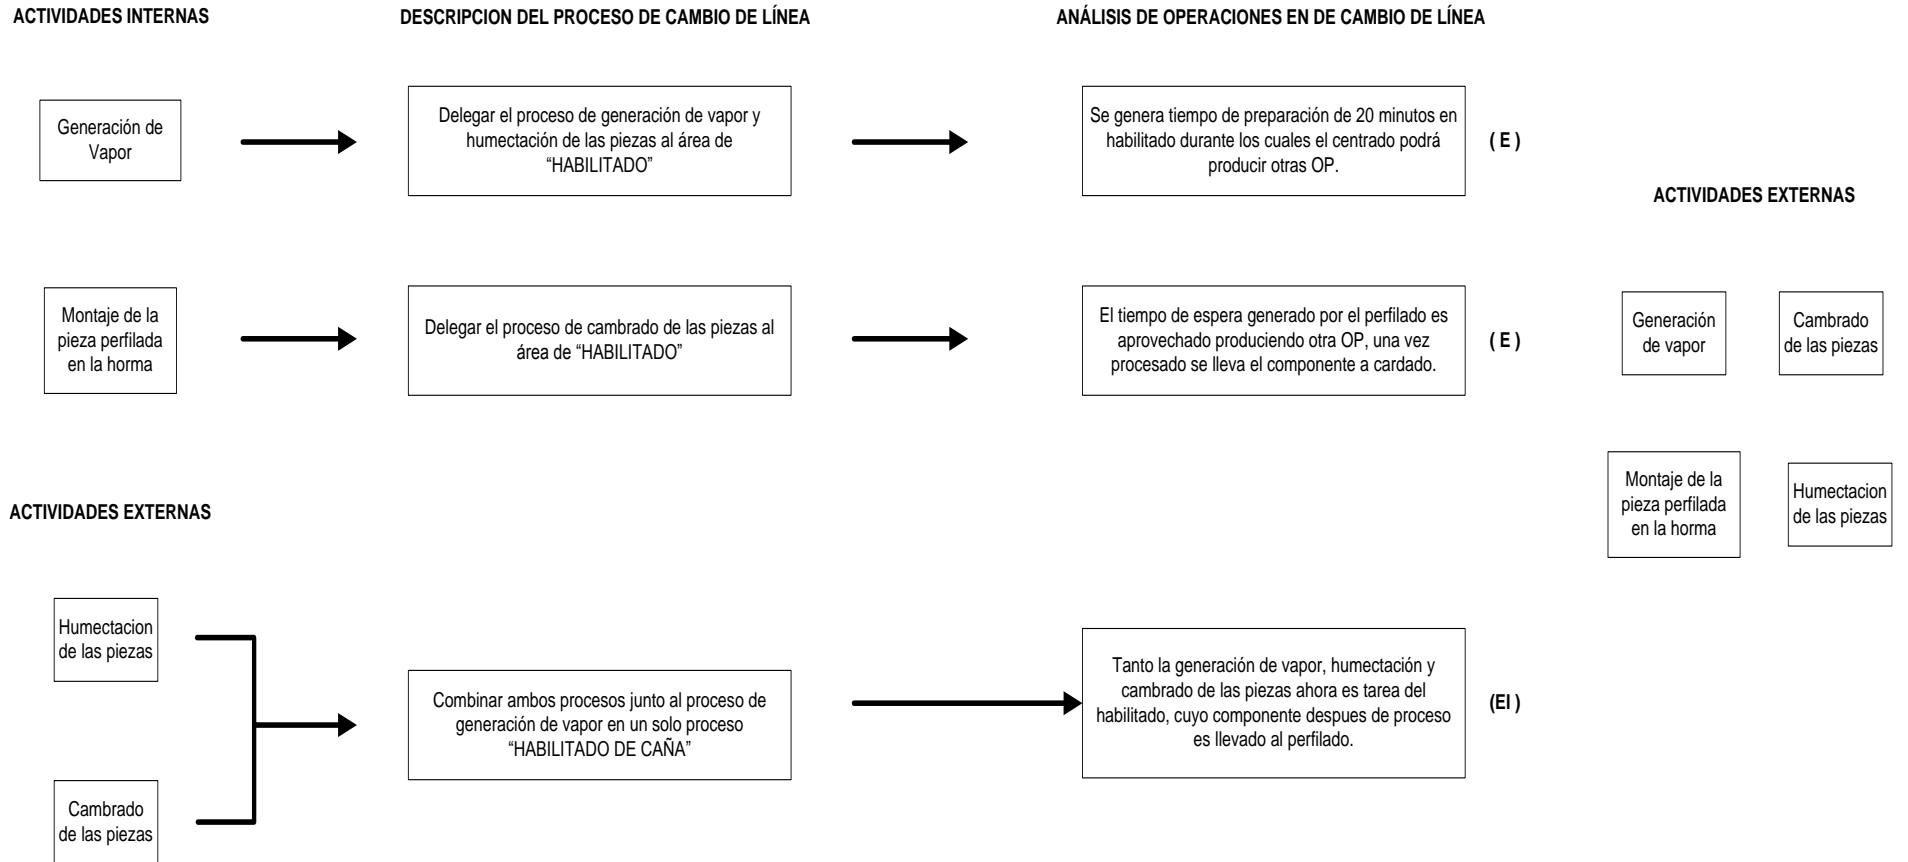 ACTIVIDADES INTERNAS
DESCRIPCION DEL PROCESO DE CAMBIO DE LÍNEA
ANÁLISIS DE OPERACIONES EN DE CAMBIO DE LÍNEA
Generación de
Vapor
Delegar el proceso de generación de vapor y
humectación de las piezas al área de
“HABILITADO”
Se genera tiempo de preparación de 20 minutos en
habilitado durante los cuales el centrado podrá
producir otras OP.
( E )
ACTIVIDADES EXTERNAS
Montaje de la
pieza perfilada
en la horma
Delegar el proceso de cambrado de las piezas al
área de “HABILITADO”
El tiempo de espera generado por el perfilado es
aprovechado produciendo otra OP, una vez
procesado se lleva el componente a cardado.
( E )
Generación
de vapor
Cambrado
de las piezas
Montaje de la
pieza perfilada
en la horma
Humectacion
de las piezas
ACTIVIDADES EXTERNAS
Humectacion
de las piezas
Cambrado
de las piezas
Combinar ambos procesos junto al proceso de
generación de vapor en un solo proceso
“HABILITADO DE CAÑA”
Tanto la generación de vapor, humectación y
cambrado de las piezas ahora es tarea del
habilitado, cuyo componente despues de proceso
es llevado al perfilado.
(EI )